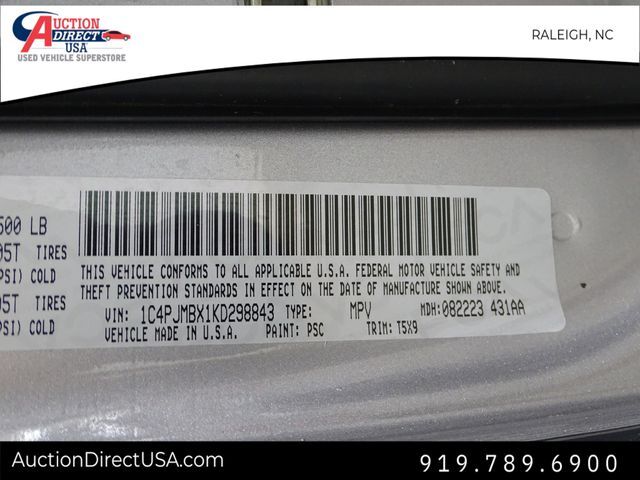 AUCTION
DIRECT
USA
USED VEHICLE SUPERSTORE
RALEIGH, NC
500 LB
05T TIRES
PSI) COLD
05T TIRES
PSI) COLD
THIS VEHICLE CONFORMS TO ALL APPLICABLE U.S.A. FEDERAL MOTOR VEHICLE SAFETY AND
THEFT PREVENTION STANDARDS IN EFFECT ON THE DATE OF MANUFACTURE SHOWN ABOVE.
VIN: 1C4PJMBX1KD298843 TYPE: MPV MDH: 082223 431AA
VEHICLE MADE IN U.S.A. PAINT: PSC TRIM: T5X9
AuctionDirectUSA.com
919.789.6900